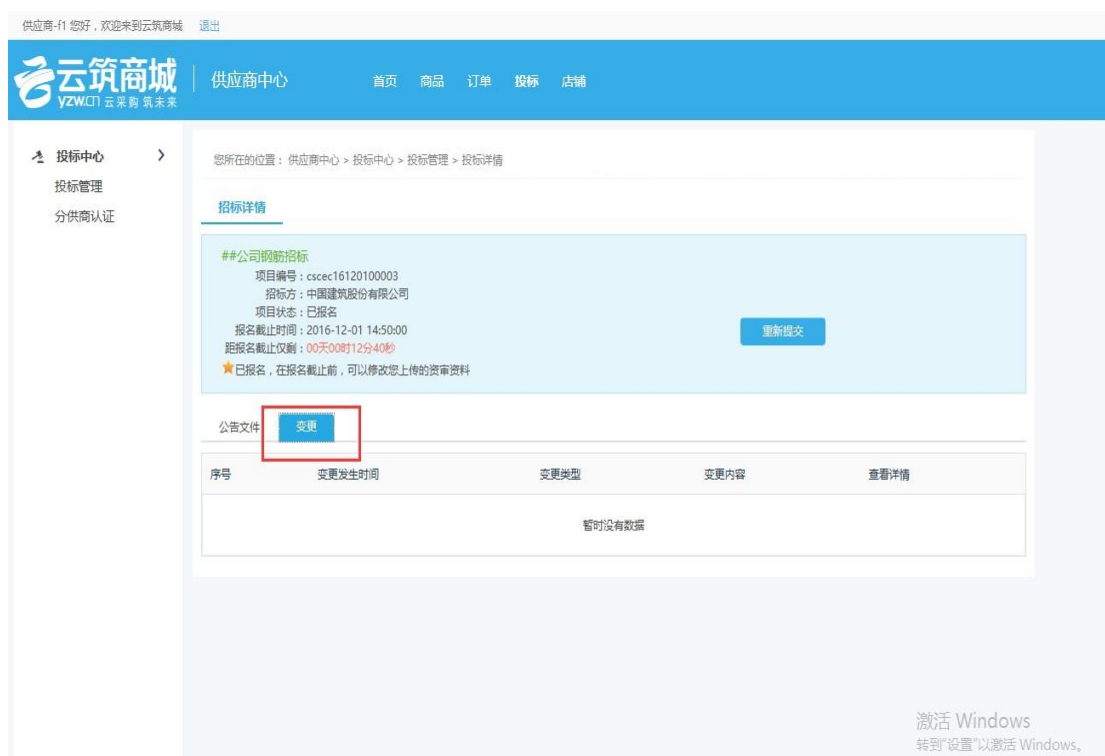 供应商-f1 您好，欢迎来到云筑商城 退出
云筑商城 供应商中心 首页 商品 订单 投标 店铺
yzw.cn 云采购 筑未来
投标中心
投标管理
分供商认证
您所在的位置：供应商中心 > 投标中心 > 投标管理 > 投标详情
招标详情
##公司钢筋招标
项目编号：cscec16120100003
招标方：中国建筑股份有限公司
项目状态：已报名
报名截止时间：2016-12-01 14:50:00
距报名截止仅剩：00天00时12分40秒
已报名，在报名截止前，可以修改您上传的资审资料
重新提交
公告文件 变更
序号 变更发生时间 变更类型 变更内容 查看详情
暂时没有数据
激活 Windows
转到"设置"以激活 Windows。